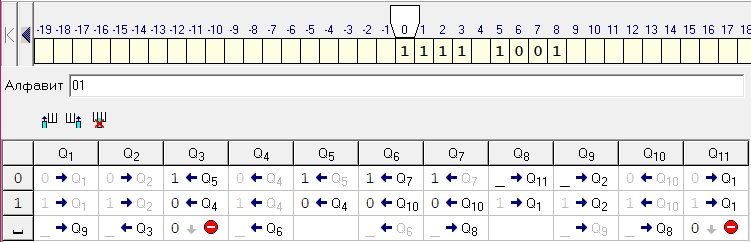 -19 -18 -17 -16 -15 -14 -13 -12 -11 -10 -9 -8 -7 -6 -5 -4 -3 -2 -1 0 1 2 3 4 5 6 7 8 9 10 11 12 13 14 15 16 17 18
1 1 1 1 1 0 0 1
Алфавит 01
Q1 Q2 Q3 Q4 Q5 Q6 Q7 Q8 Q9 Q10 Q11
0 0 → Q1 0 → Q2 1 ← Q5 0 ← Q4 1 ← Q5 1 ← Q7 1 ← Q7 _ → Q11 _ → Q2 0 ← Q10 0 → Q1
1 1 → Q1 1 → Q2 0 ← Q4 1 ← Q4 0 ← Q4 0 ← Q10 0 ← Q10 1 → Q1 1 → Q9 1 ← Q10 1 → Q1
_ → Q9 _ ← Q3 0 ↓ _ ← Q6 _ ← Q6 _ → Q8 _ → Q2 _ → Q8 0 ↓